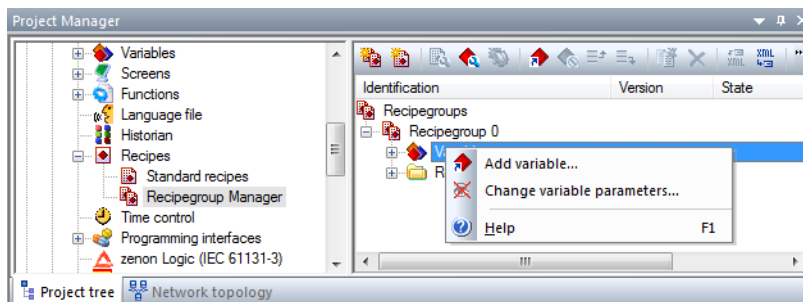 Project Manager
Variables
Screens
Functions
Language file
Historian
Recipes
Standard recipes
Recipegroup Manager
Time control
Programming interfaces
zenon Logic (IEC 61131-3)
XML
XML
Identification Version State
Recipegroups
Recipegroup 0
V
R
Add variable...
Change variable parameters...
Help F1
Project tree Network topology